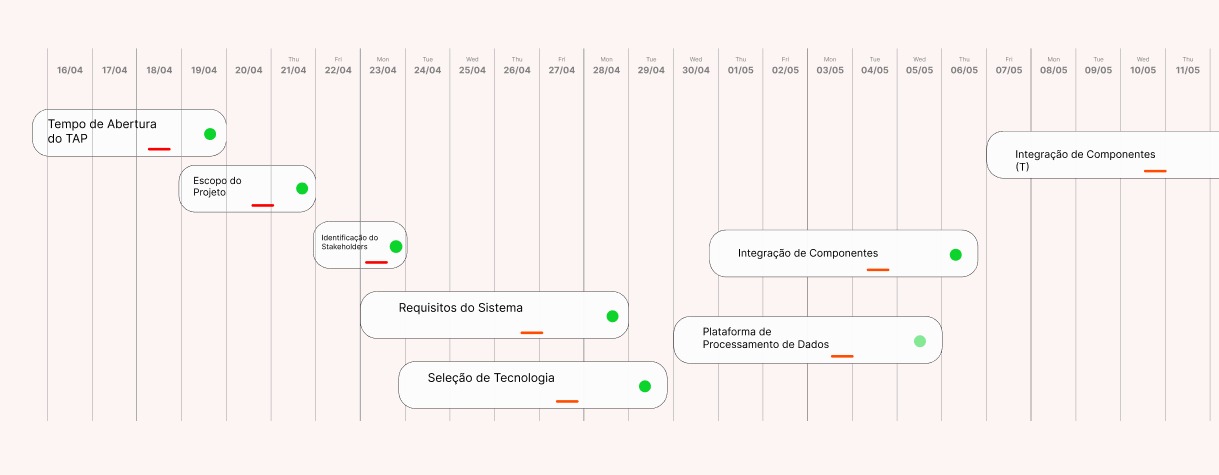 Thu Fri Mon Tue Wed Thu Wed Mon Tue Wed Thu Fri Mon Tue Wed Thu Fri Mon Tue Wed Thu
16/04 17/04 18/04 19/04 20/04 21/04 22/04 23/04 24/04 25/04 26/04 27/04 28/04 29/04 30/04 01/05 02/05 03/05 04/05 05/05 06/05 07/05 08/05 09/05 10/05 11/05
Tempo de Abertura
do TAP
Integração de Componentes
(T)
Escopo do
Projeto
Identificação do
Stakeholders
Integração de Componentes
Requisitos do Sistema
Plataforma de
Processamento de Dados
Seleção de Tecnologia